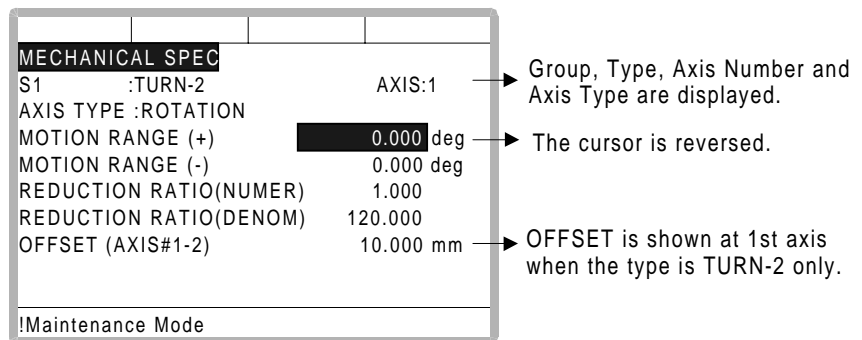 MECHANICAL SPEC
S1 :TURN-2 AXIS:1
AXIS TYPE :ROTATION
MOTION RANGE (+) 0.000 deg
MOTION RANGE (-) 0.000 deg
REDUCTION RATIO(NUMER) 1.000
REDUCTION RATIO(DENOM) 120.000
OFFSET (AXIS#1-2) 10.000 mm
!Maintenance Mode
Group, Type, Axis Number and
Axis Type are displayed.
The cursor is reversed.
OFFSET is shown at 1st axis
when the type is TURN-2 only.